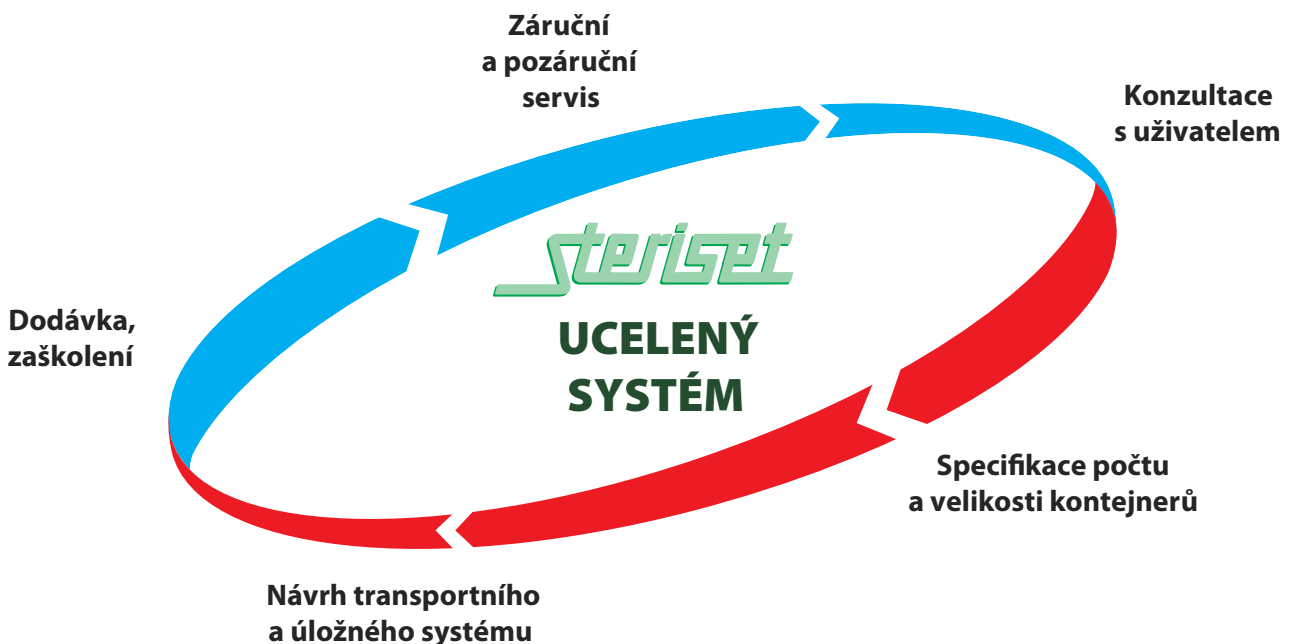 Záruční
a pozáruční
servis
Konzultace
s uživatelem
steriset
UCELENÝ
SYSTÉM
Dodávka,
zaškolení
Specifikace počtu
a velikosti kontejnerů
Návrh transportního
a úložného systému